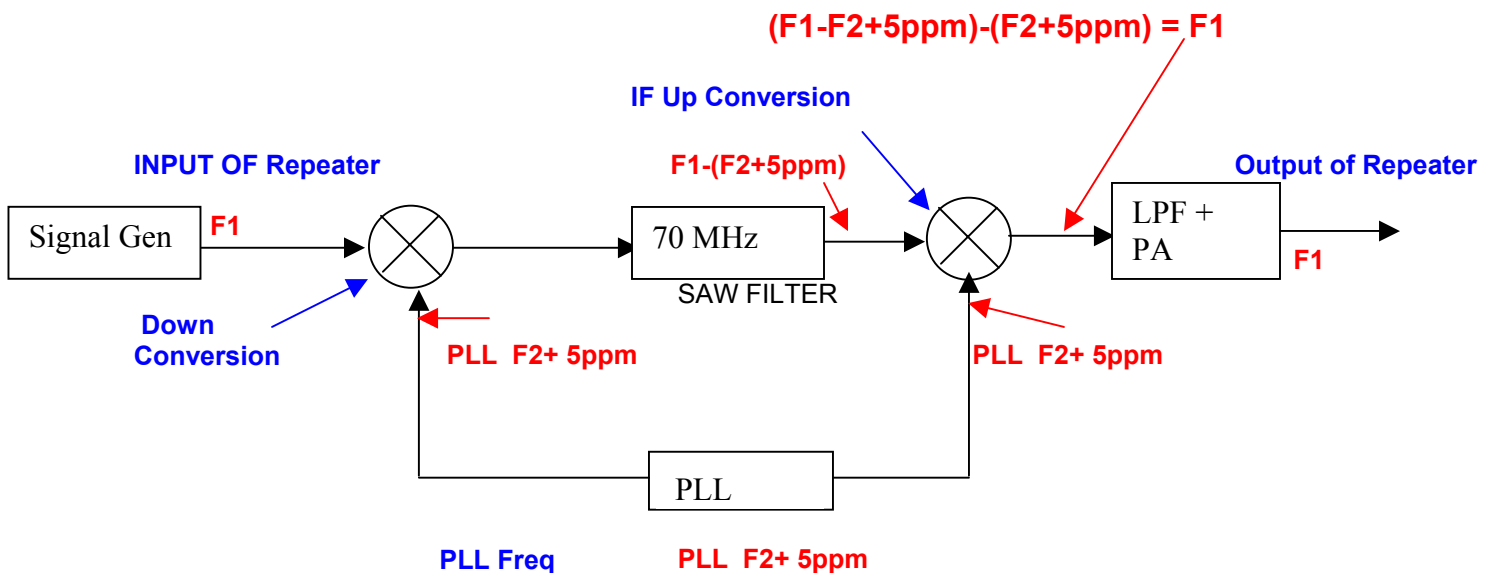 (F1-F2+5ppm)-(F2+5ppm) = F1
IF Up Conversion
INPUT OF Repeater
F1-(F2+5ppm)
Output of Repeater
Signal Gen
F1
70 MHz
SAW FILTER
LPF +
PA
F1
Down
Conversion
PLL F2+ 5ppm
PLL F2+ 5ppm
PLL
PLL Freq
PLL F2+ 5ppm